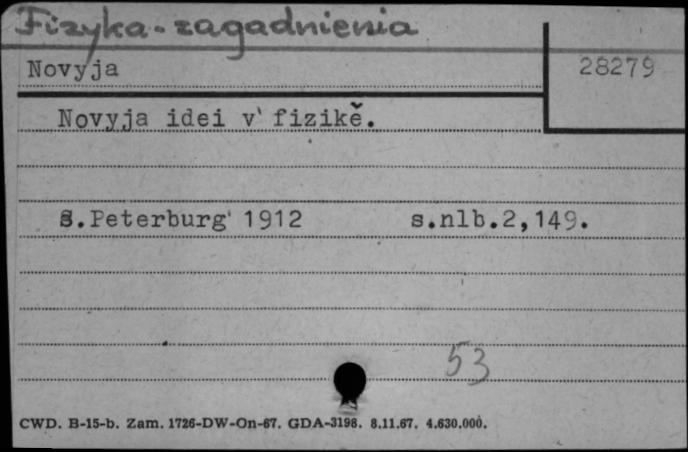 Fizyka - zagadnienia
Novyja 28279
Novyja idei v' fizikě.
S.Peterburg' 1912 s.nlb.2,149.
53
CWD. B-15-b. Zam. 1726-DW-On-67. GDA-3198. 8.11.67. 4.630.000.